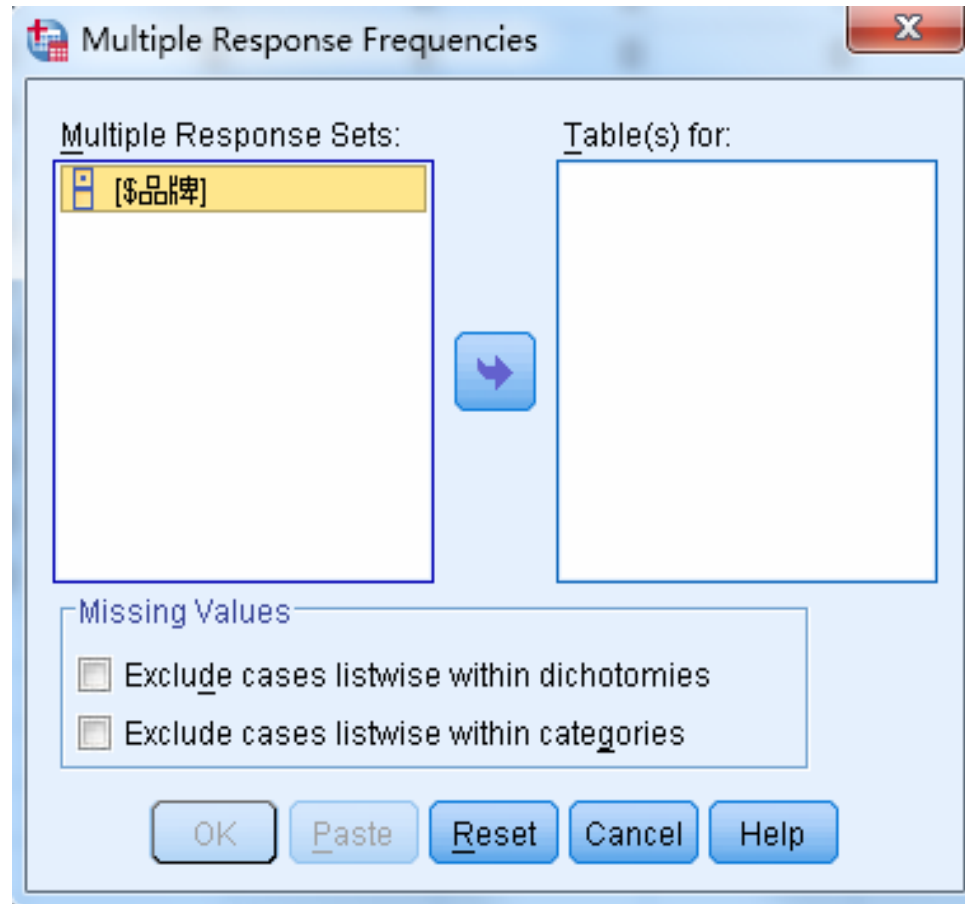 Multiple Response Frequencies
Multiple Response Sets:
Table(s) for:
[$品牌]
Missing Values
Exclude cases listwise within dichotomies
Exclude cases listwise within categories
OK Paste Reset Cancel Help